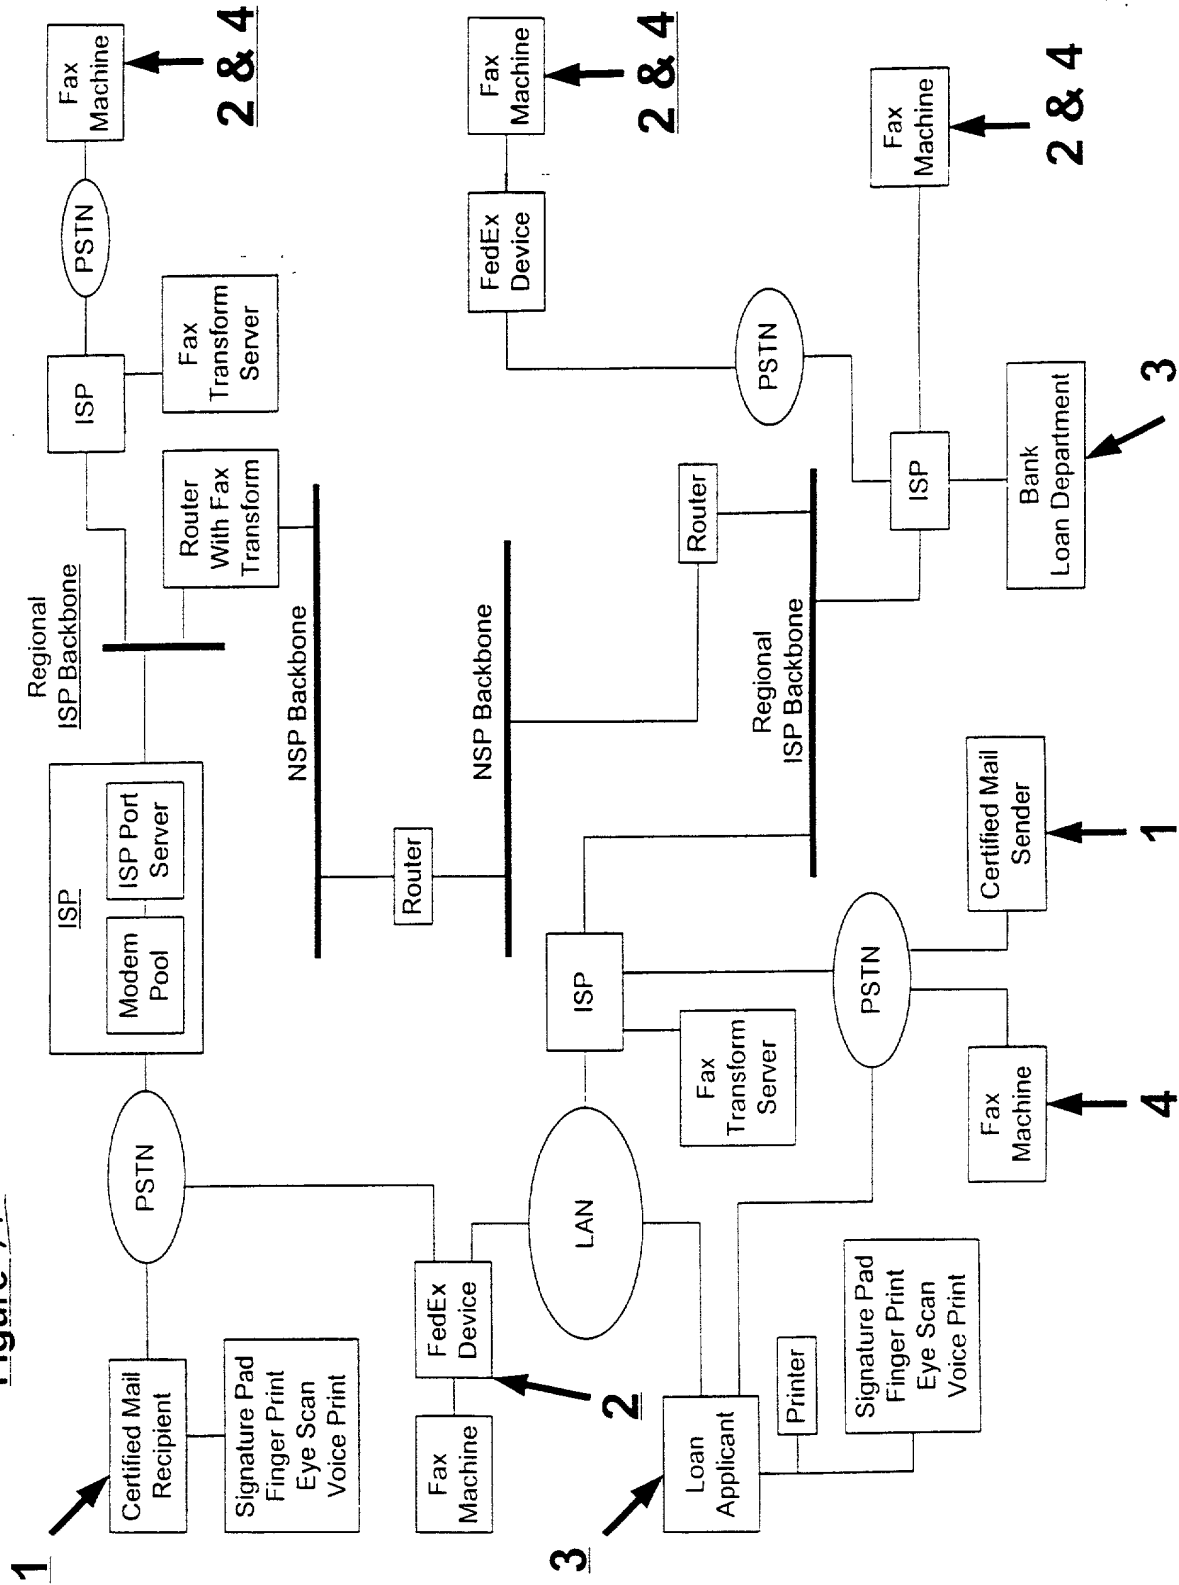 Figure
1
Certified Mail
Recipient
Signature Pad
Finger Print
Eye Scan
Voice Print
PSTN
ISP
Modem
Pool
ISP Port
Server
Regional
ISP Backbone
ISP
PSTN
Fax
Machine
2 & 4
Router
With Fax
Transform
Fax
Transform
Server
NSP Backbone
Router
Fax
Machine
FedEx
Device
2
NSP Backbone
FedEx
Device
Fax
Machine
2 & 4
LAN
ISP
Fax
Transform
Server
Router
PSTN
3
Loan
Applicant
Printer
Signature Pad
Finger Print
Eye Scan
Voice Print
Regional
ISP Backbone
PSTN
ISP
Fax
Machine
2 & 4
Fax
Machine
4
Certified Mail
Sender
1
Bank
Loan Department
3